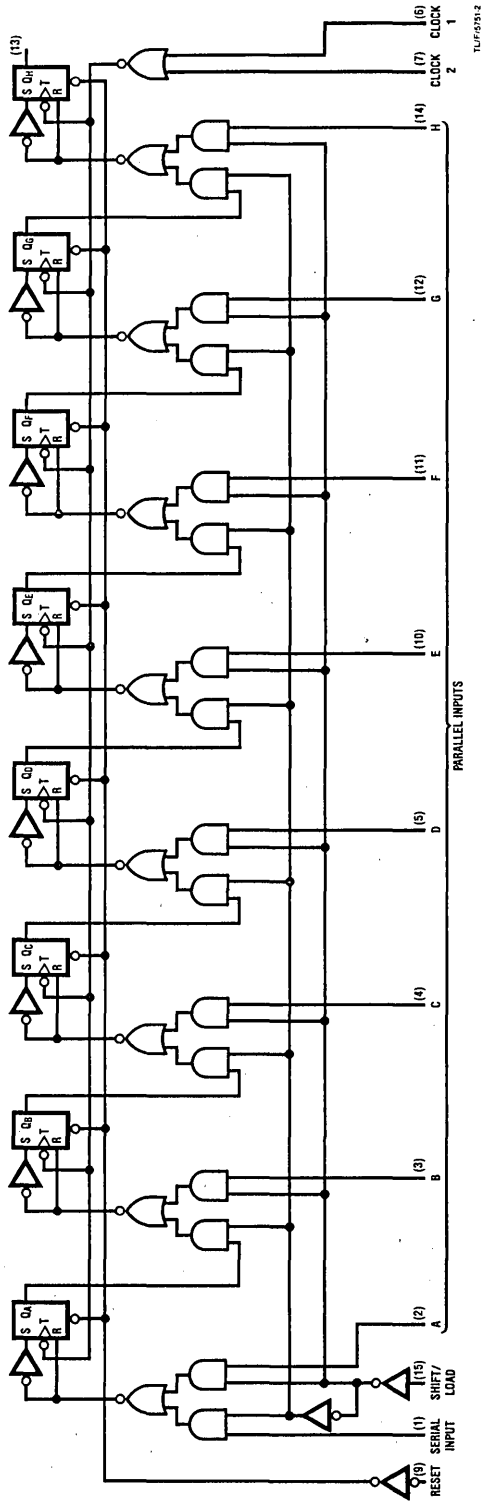 (13)
S QA
T
R
S QB
T
R
S QC
T
R
S QD
T
R
S QE
T
R
S QF
T
R
S QG
T
R
S QH
T
R
(9)
RESET
(1)
SERIAL
INPUT
(15)
SHIFT/
LOAD
(2)
A
(3)
B
(4)
C
(5)
D
(10)
E
(11)
F
(12)
G
(14)
H
(7)
CLOCK
2
(6)
CLOCK
1
PARALLEL INPUTS
TL/F/5751-2